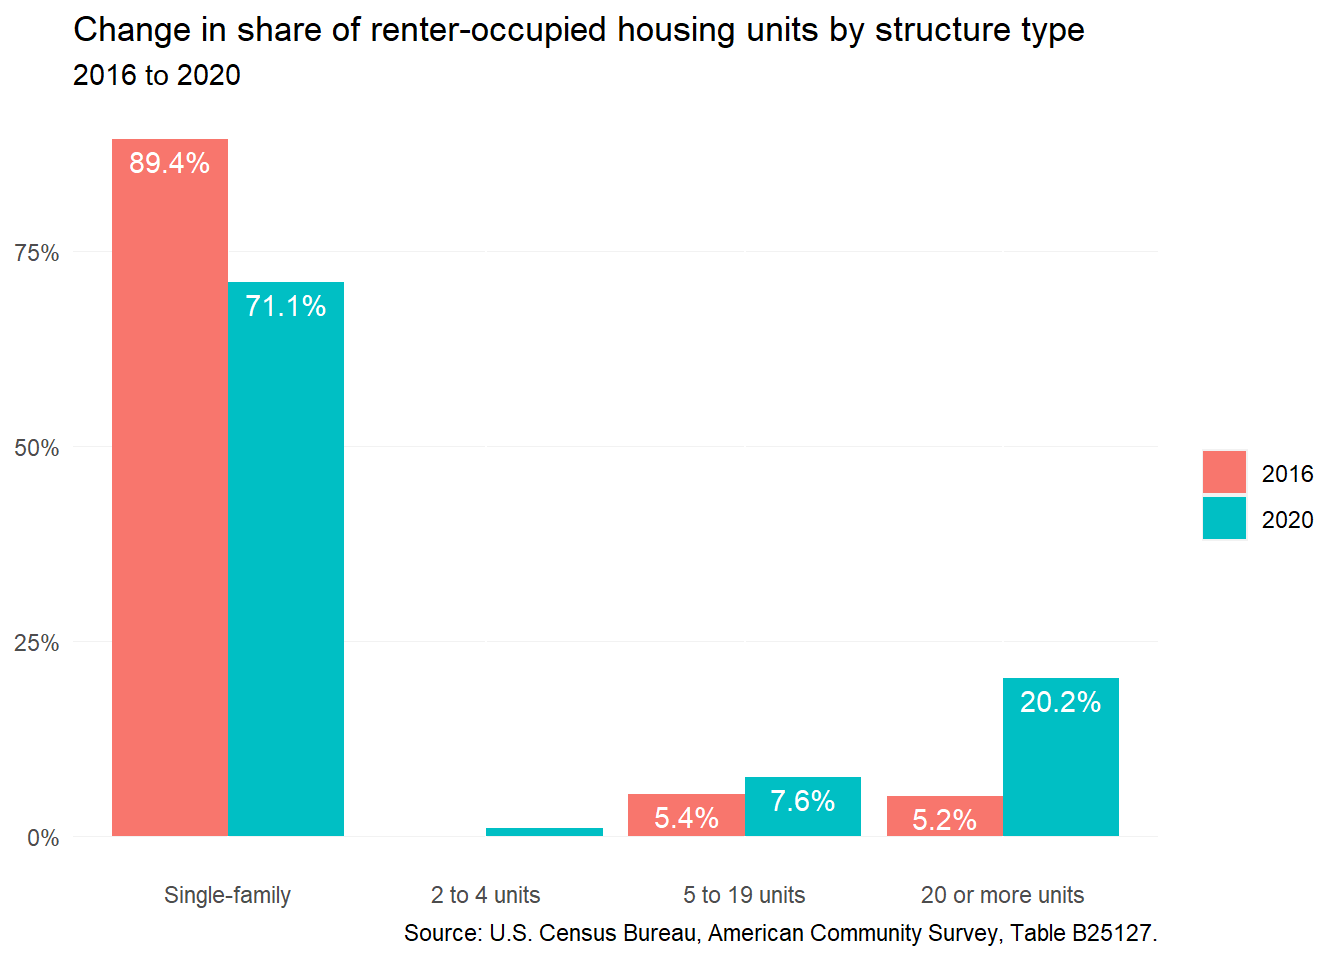 Change in share of renter-occupied housing units by structure type
2016 to 2020
89.4%
71.1%
5.4%
7.6%
5.2%
20.2%
75%
50%
25%
0%
Single-family
2 to 4 units
5 to 19 units
20 or more units
2016
2020
Source: U.S. Census Bureau, American Community Survey, Table B25127.